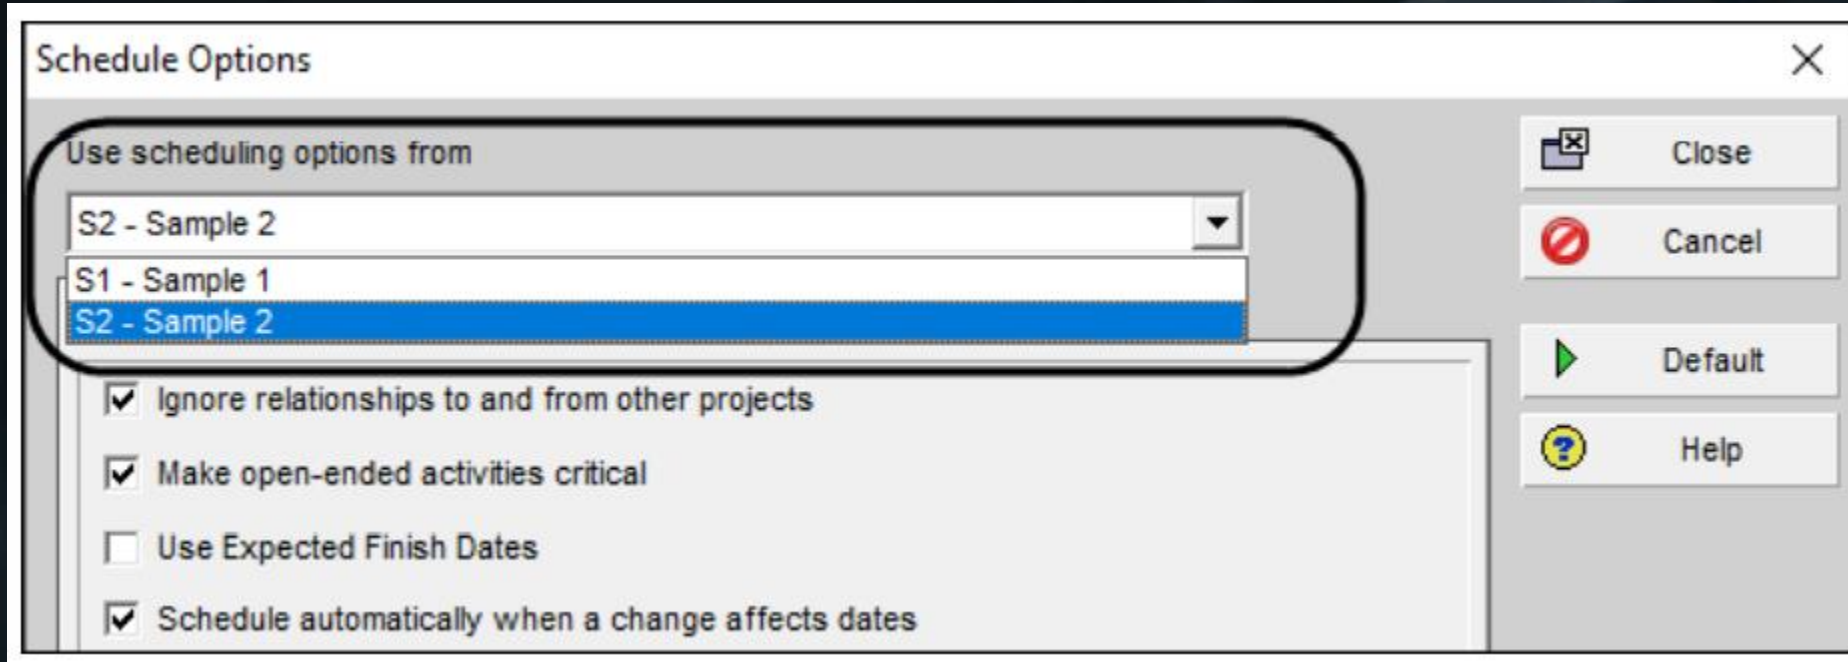 Schedule Options
Use scheduling options from
S2 - Sample 2
S1 - Sample 1
S2 - Sample 2
Ignore relationships to and from other projects
Make open-ended activities critical
Use Expected Finish Dates
Schedule automatically when a change affects dates
Close
Cancel
Default
Help